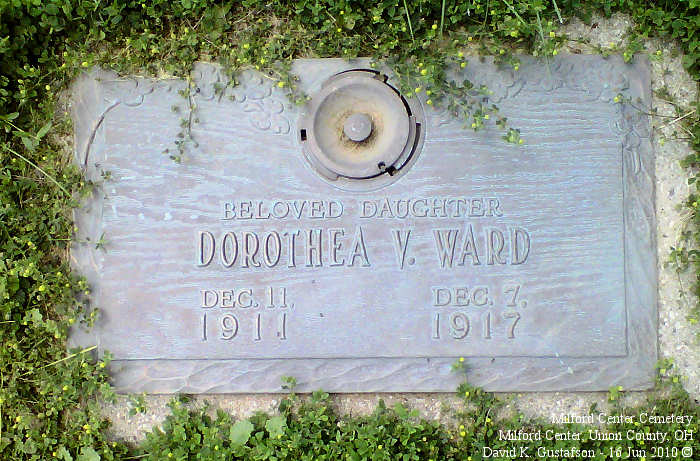 BELOVED DAUGHTER
DOROTHEA V. WARD
DEC. 11, DEC. 7,
1911 1917
Milford Center Cemetery
Milford Center, Union County, OH
David K. Gustafson - 16 Jun 2010 ©